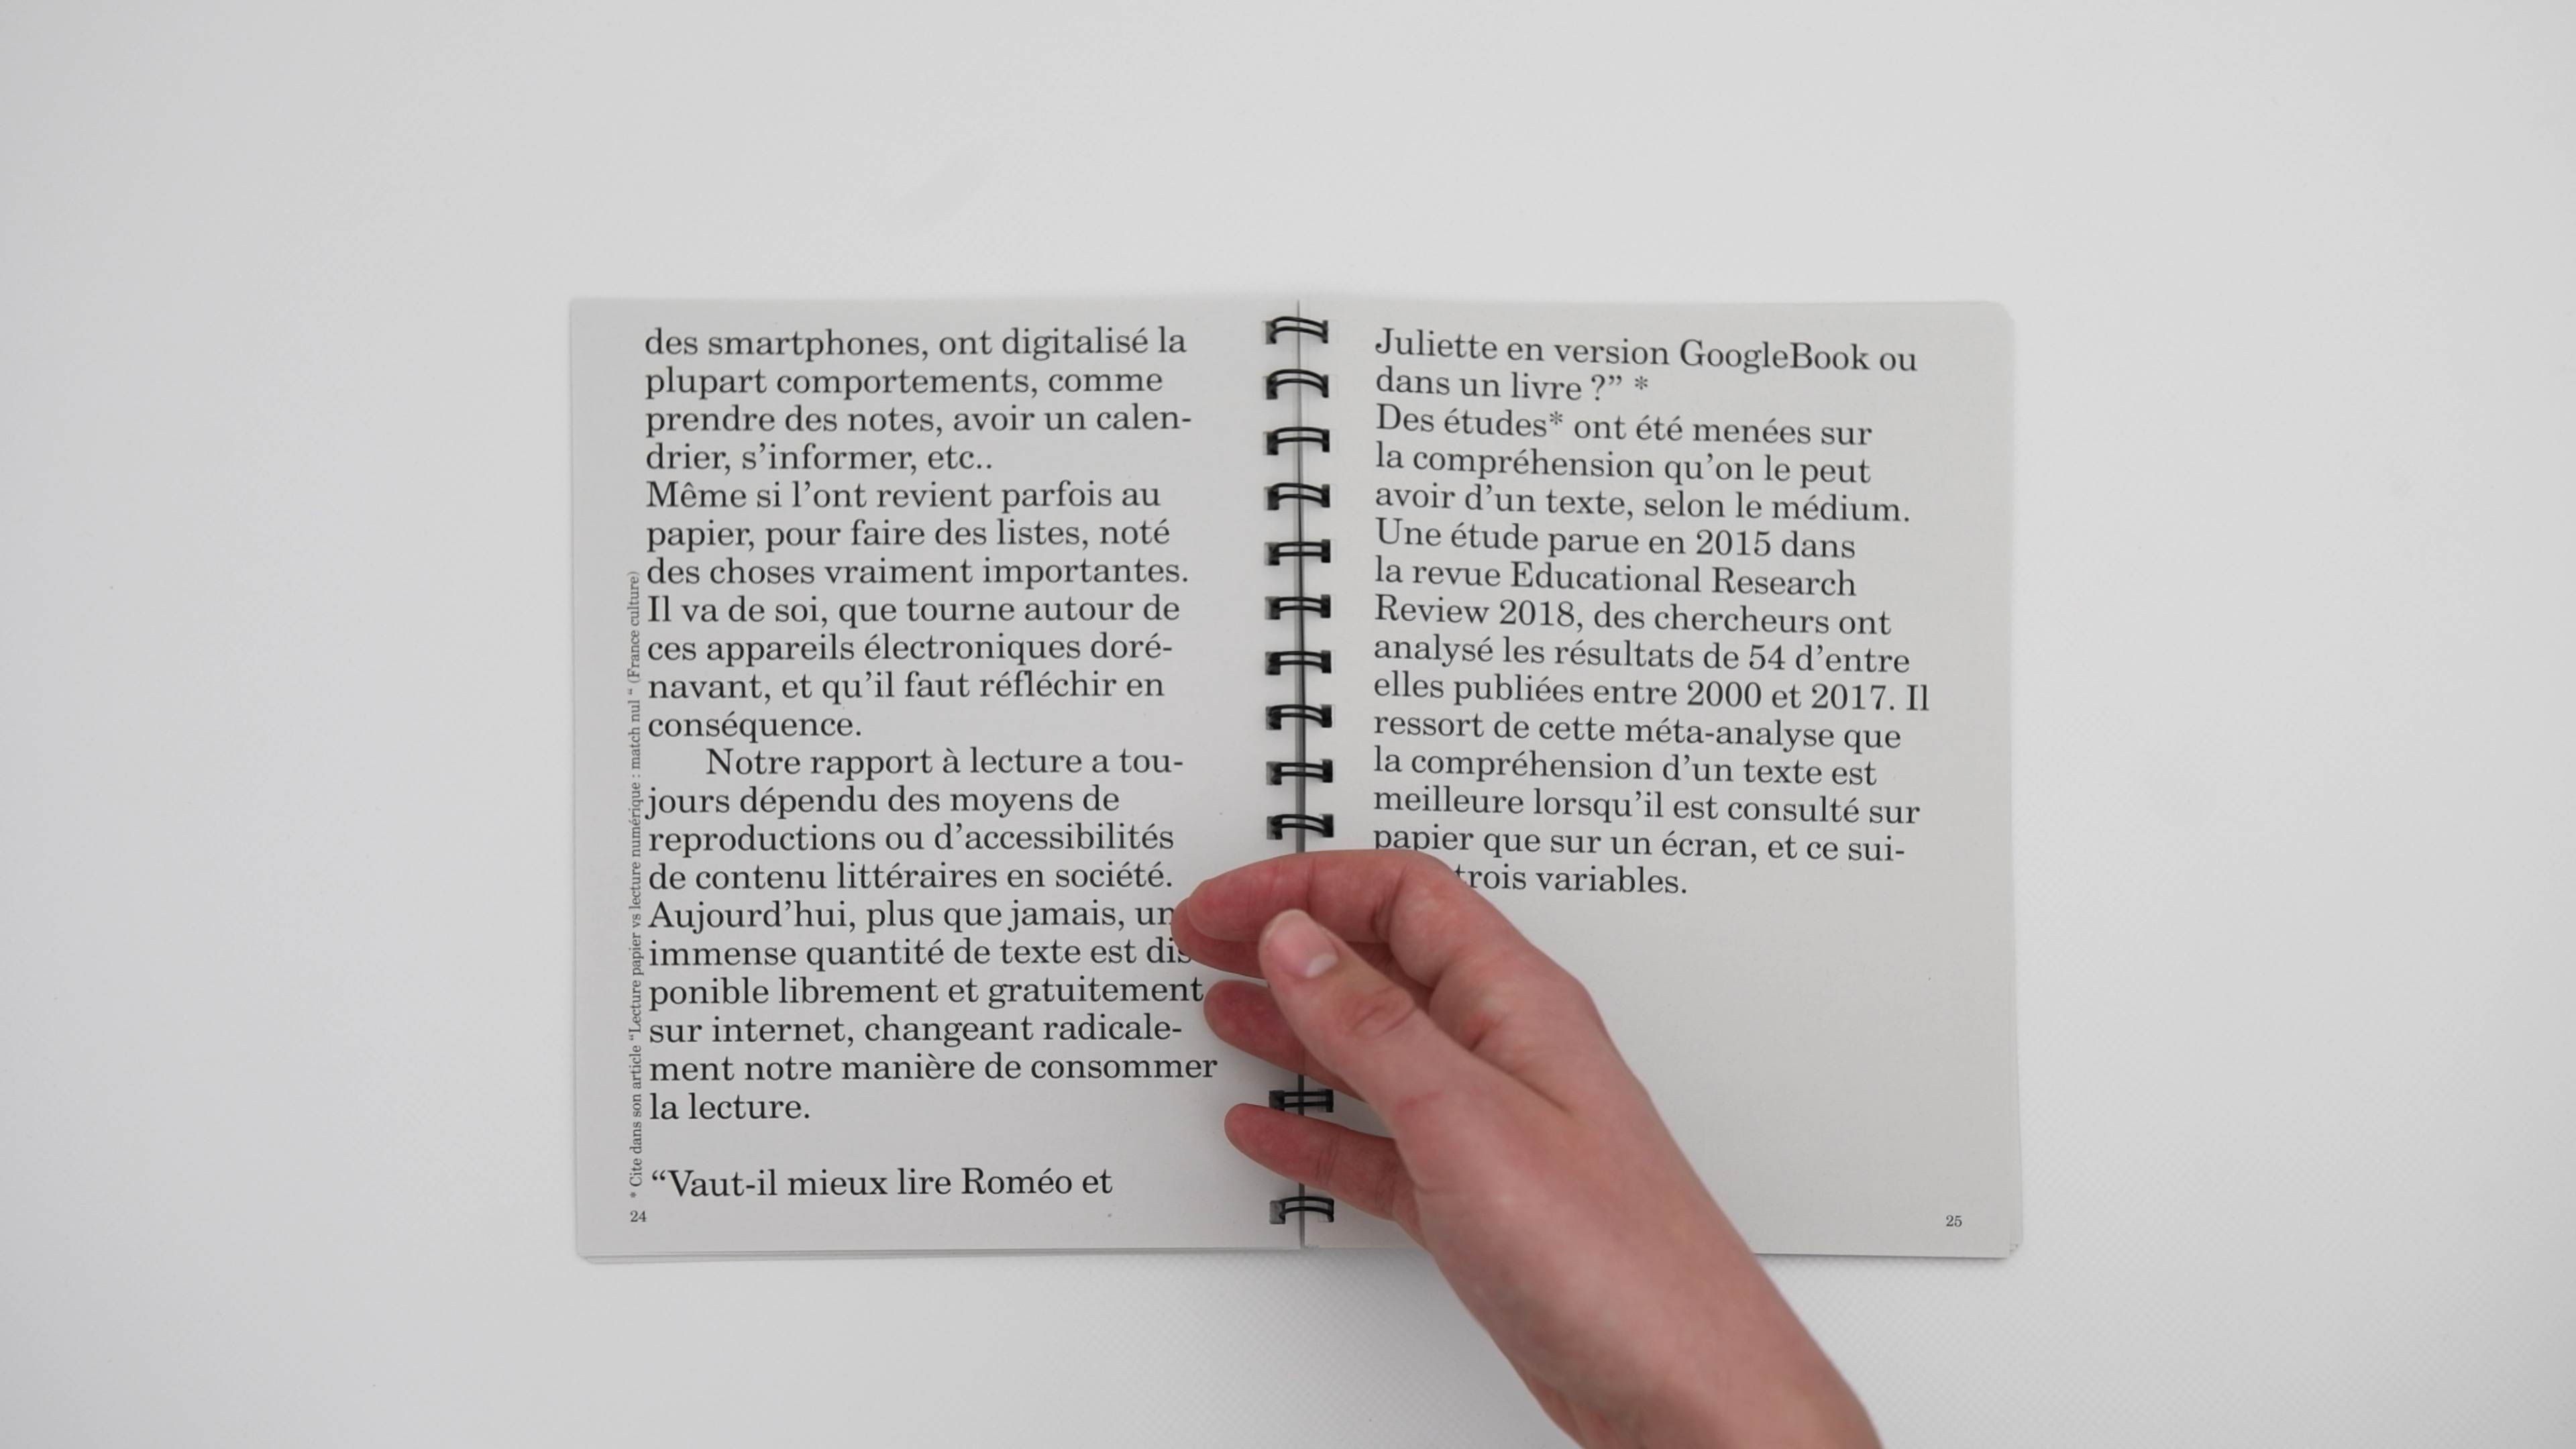 des smartphones, ont digitalisé la
plupart comportements, comme
prendre des notes, avoir un calen-
drier, s’informer, etc..
Même si l’ont revient parfois au
papier, pour faire des listes, noté
des choses vraiment importantes.
Il va de soi, que tourne autour de
ces appareils électroniques doré-
navant, et qu’il faut réfléchir en
conséquence.
Notre rapport à lecture a tou-
jours dépendu des moyens de
reproductions ou d’accessibilités
de contenu littéraires en société.
Aujourd’hui, plus que jamais,
immense quantité de texte est
ponible librement et gratuitement
sur internet, changeant radicale-
ment notre manière de consommer
la lecture.
“Vaut-il mieux lire Roméo et
* Cite dans son article “Lecture papier vs lecture numérique : match nul “ (France culture)
24
Juliette en version GoogleBook ou
dans un livre ?” *
Des études* ont été menées sur
la compréhension qu’on le peut
avoir d’un texte, selon le médium.
Une étude parue en 2015 dans
la revue Educational Research
Review 2018, des chercheurs ont
analysé les résultats de 54 d’entre
elles publiées entre 2000 et 2017. Il
ressort de cette méta-analyse que
la compréhension d’un texte est
meilleure lorsqu’il est consulté sur
papier que sur un écran, et ce sui-
trois variables.
25